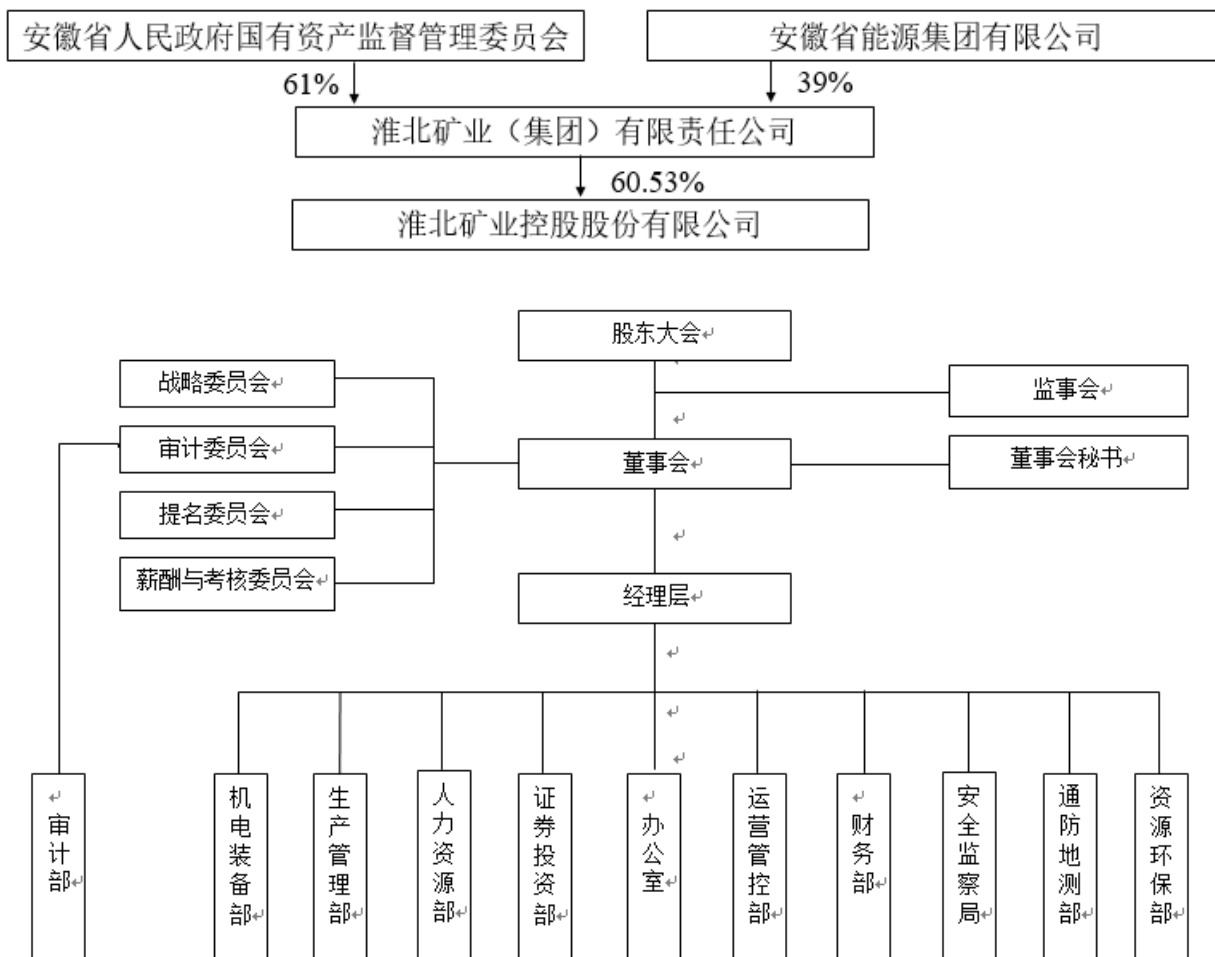 安徽省人民政府国有资产监督管理委员会
安徽省能源集团有限公司
61%
39%
淮北矿业（集团）有限责任公司
60.53%
淮北矿业控股股份有限公司
股东大会
战略委员会
监事会
审计委员会
董事会
董事会秘书
提名委员会
薪酬与考核委员会
经理层
审计部
机电装备部
生产管理部
人力资源部
证券投资部
办公室
运营管控部
财务部
安全监察局
通防地测部
资源环保部